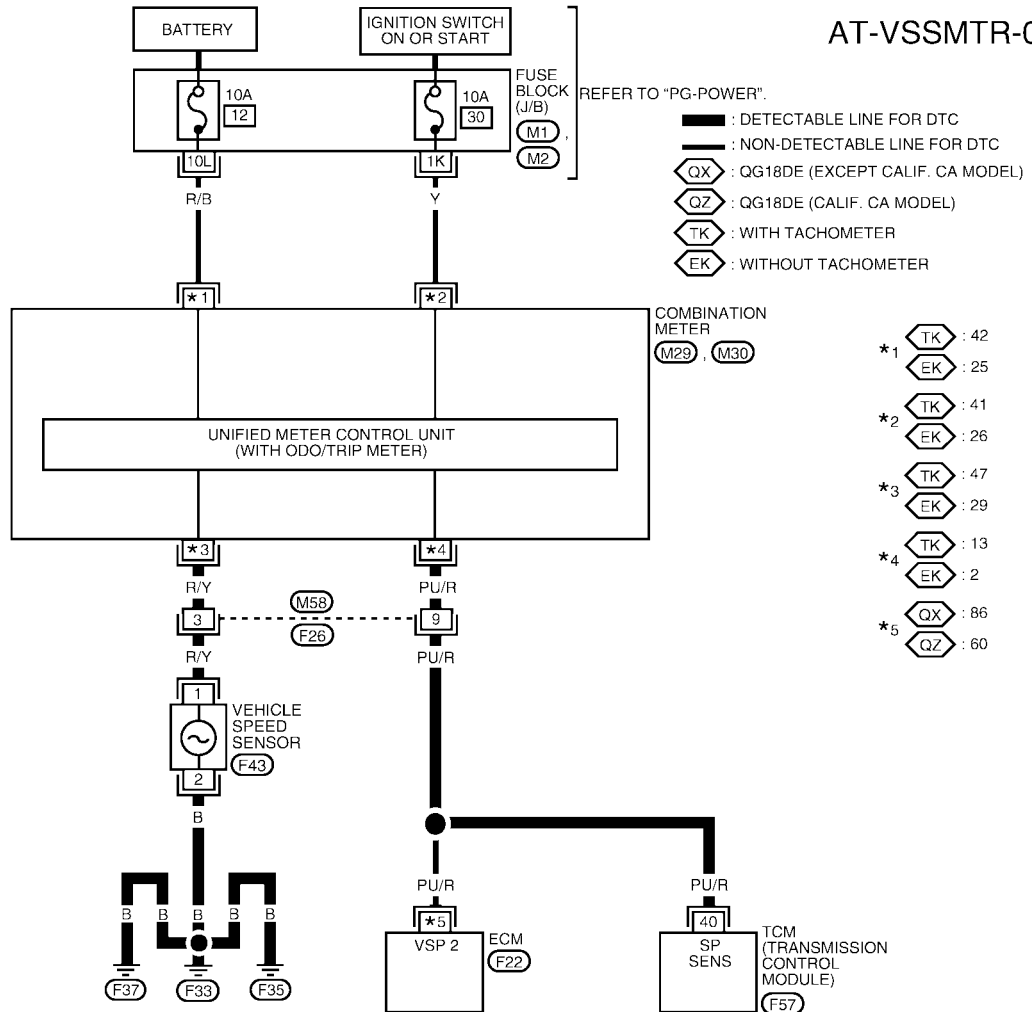 AT-VSSMTR-0
BATTERY
IGNITION SWITCH
ON OR START
10A
12
10A
30
FUSE
BLOCK
(J/B)
M1 ,
M2
REFER TO “PG-POWER”.
10L
1K
R/B
Y
: DETECTABLE LINE FOR DTC
: NON-DETECTABLE LINE FOR DTC
QX : QG18DE (EXCEPT CALIF. CA MODEL)
QZ : QG18DE (CALIF. CA MODEL)
TK : WITH TACHOMETER
EK : WITHOUT TACHOMETER
*1
*2
COMBINATION
METER
M29 , M30
UNIFIED METER CONTROL UNIT
(WITH ODO/TRIP METER)
*1 TK : 42
EK : 25
*2 TK : 41
EK : 26
*3 TK : 47
EK : 29
*4 TK : 13
EK : 2
*5 QX : 86
QZ : 60
*3
*4
R/Y
PU/R
3
M58
F26
9
R/Y
PU/R
1
VEHICLE
SPEED
SENSOR
F43
2
B
B B B B B
F37 F33 F35
PU/R
PU/R
*5
VSP 2
ECM
F22
40
SP
SENS
TCM
(TRANSMISSION
CONTROL
MODULE)
F57